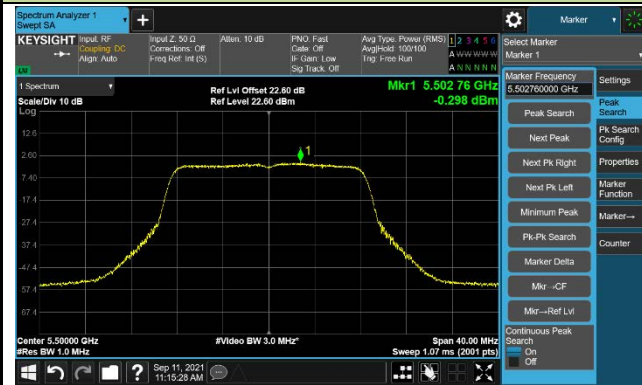 Spectrum Analyzer 1
Swept SA
+
Marker
KEYSIGHT
Input: RF
Coupling: DC
Align: Auto
Input Z: 50 Ω
Corrections: Off
Freq Ref: Int (S)
Atten: 10 dB
PNO: Fast
Gate: Off
IF Gain: Low
Sig Track: Off
Avg Type: Power (RMS)
Avg|Hold: 100/100
Trig: Free Run
1 2 3 4 5 6
A W W W W W
A N N N N N
LXI
Select Marker
Marker 1
1 Spectrum
Scale/Div 10 dB
Ref Lvl Offset 22.60 dB
Ref Level 22.60 dBm
Mkr1 5.502 76 GHz
-0.298 dBm
Log
12.6
2.60
-7.40
-17.4
-27.4
-37.4
-47.4
-57.4
-67.4
1
Center 5.50000 GHz
#Res BW 1.0 MHz
#Video BW 3.0 MHz*
Span 40.00 MHz
Sweep 1.07 ms (2001 pts)
Marker Frequency
5.502760000 GHz
Peak Search
Next Peak
Next Pk Right
Next Pk Left
Minimum Peak
Pk-Pk Search
Marker Delta
Mkr→CF
Mkr→Ref Lvl
Continuous Peak
Search
On
Off
Settings
Peak
Search
Pk Search
Config
Properties
Marker
Function
Marker→
Counter
?
Sep 11, 2021
11:15:28 AM